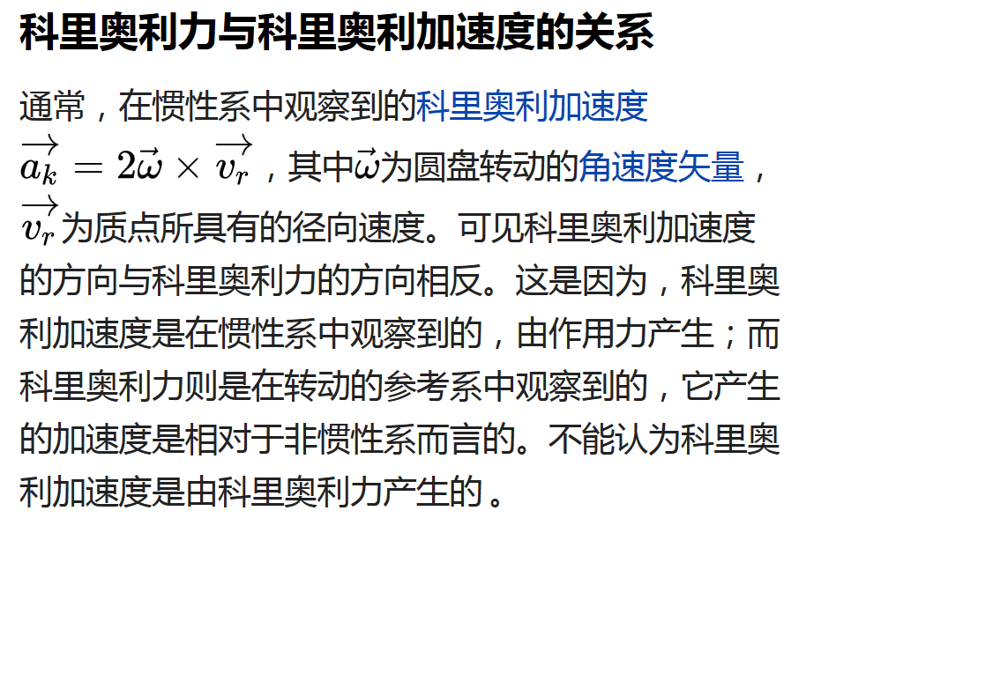 科里奥利力与科里奥利加速度的关系
通常，在惯性系中观察到的科里奥利加速度
$\overrightarrow{a_k} = 2\vec{\omega} \times \overrightarrow{v_r}$，其中$\vec{\omega}$为圆盘转动的角速度矢量，
$\overrightarrow{v_r}$为质点所具有的径向速度。可见科里奥利加速度
的方向与科里奥利力的方向相反。这是因为，科里奥
利加速度是在惯性系中观察到的，由作用力产生；而
科里奥利力则是在转动的参考系中观察到的，它产生
的加速度是相对于非惯性系而言的。不能认为科里奥
利加速度是由科里奥利力产生的。